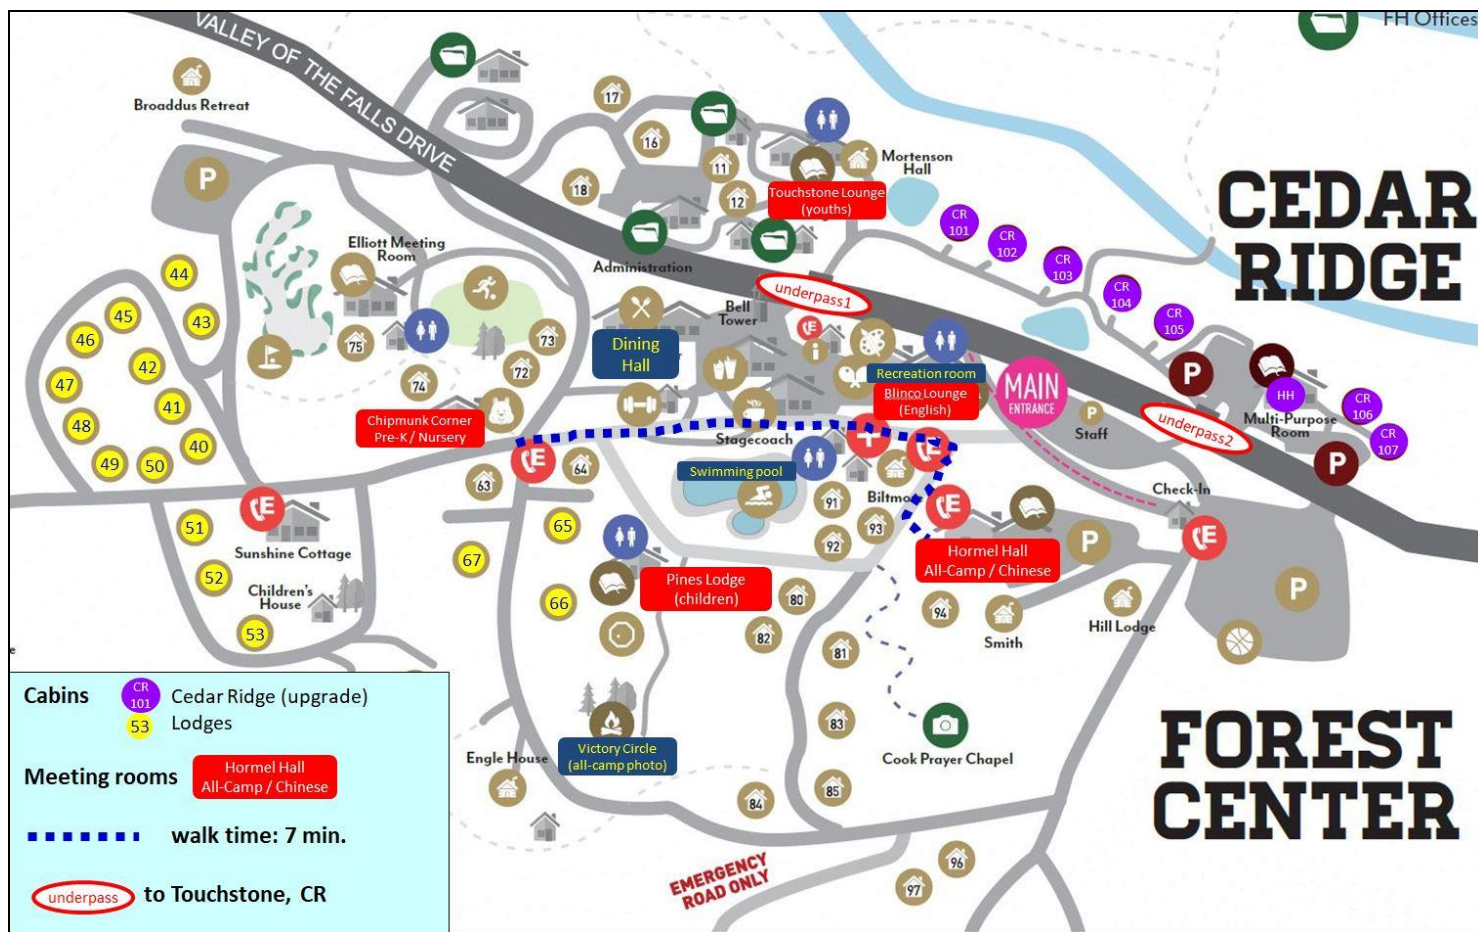 FH Offices
VALLEY OF THE FALLS DRIVE
Broaddus Retreat
P
17
16
11
18
12
Mortenson
Hall
Touchstone Lounge
(youths)
CEDAR
RIDGE
CR
101
CR
102
CR
103
CR
104
CR
105
Elliott Meeting
Room
Administration
underpass1
Bell
Tower
44
45
43
46
42
47
41
48
40
49
50
75
74
73
72
Dining
Hall
i
E
Recreation room
Blinco Lounge
(English)
MAIN
ENTRANCE
P
Staff
underpass2
P
HH
Multi-Purpose
Room
CR
106
CR
107
P
Chipmunk Corner
Pre-K / Nursery
Stagecoach
E
E
63
64
Swimming pool
91
Biltmore
93
92
E
Check-In
E
51
E
Sunshine Cottage
65
67
52
Children's
House
53
66
Pines Lodge
(children)
Hormel Hall
All-Camp / Chinese
P
P
80
82
81
94
Smith
Hill Lodge
83
Cook Prayer Chapel
Victory Circle
(all-camp photo)
Engle House
84
85
96
97
EMERGENCY
ROAD ONLY
FOREST
CENTER
Cabins
CR
101
Cedar Ridge (upgrade)
53
Lodges
Meeting rooms
Hormel Hall
All-Camp / Chinese
walk time: 7 min.
underpass
to Touchstone, CR